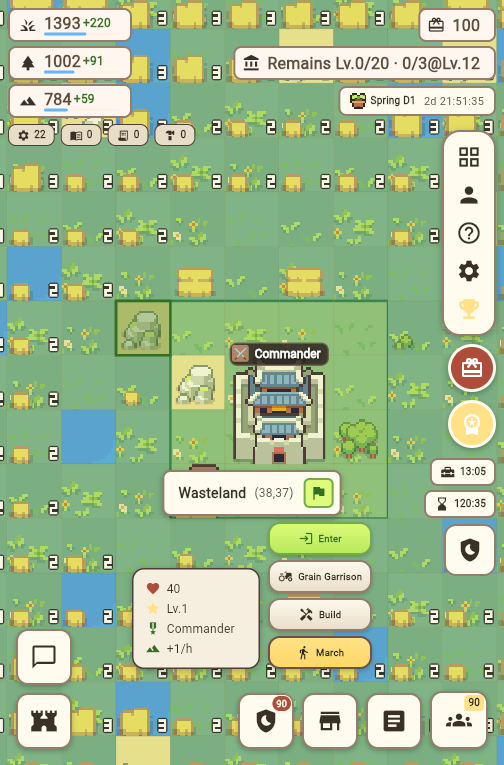 1393 +220
100
1002 +91
Remains Lv.0/20 · 0/3@Lv.12
784 +59
Spring D1 2d 21:51:35
22 0 0 0
Commander
13:05
Wasteland (38,37)
120:35
Enter
Grain Garrison
40
Lv.1
Build
Commander
+1/h
March
90
90